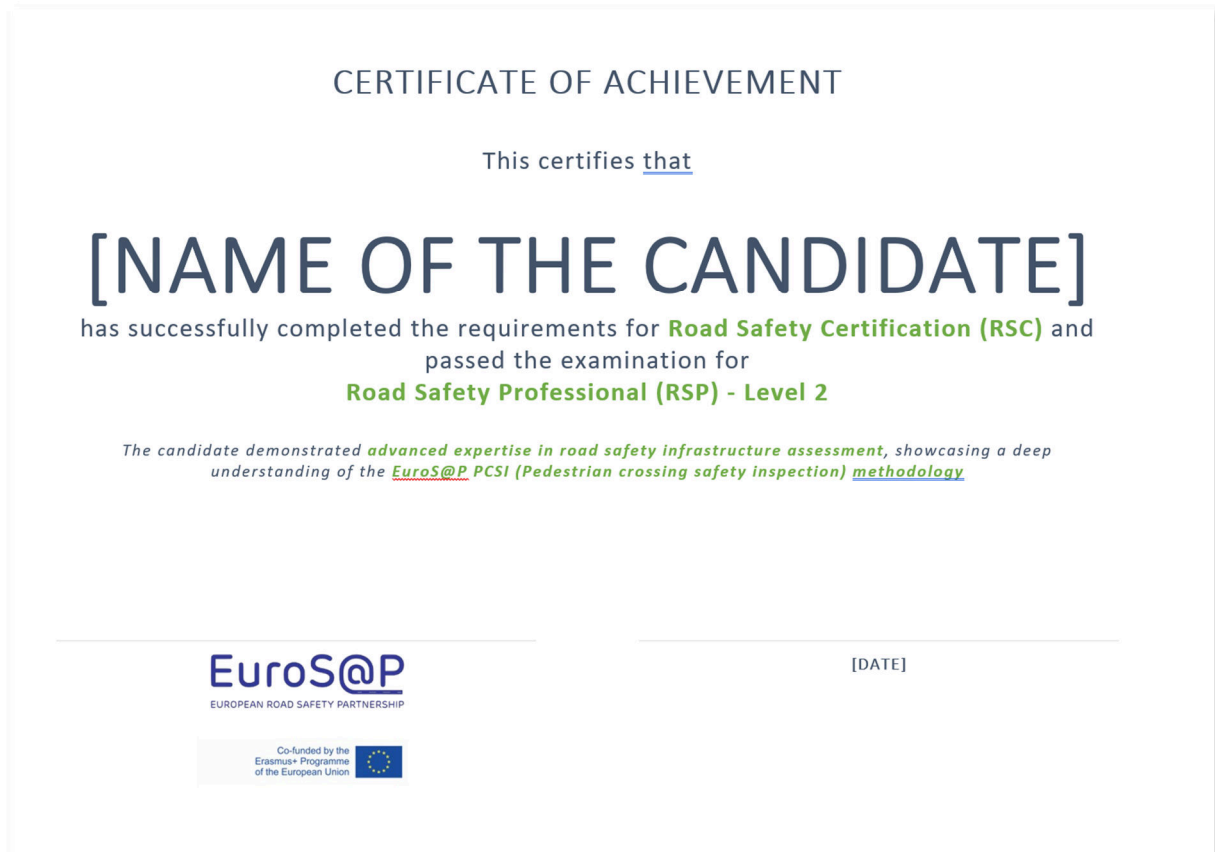 CERTIFICATE OF ACHIEVEMENT
This certifies that
[NAME OF THE CANDIDATE]
has successfully completed the requirements for Road Safety Certification (RSC) and
passed the examination for
Road Safety Professional (RSP) - Level 2
The candidate demonstrated advanced expertise in road safety infrastructure assessment, showcasing a deep
understanding of the EuroS@P PCSI (Pedestrian crossing safety inspection) methodology
EuroS@P
EUROPEAN ROAD SAFETY PARTNERSHIP
[DATE]
Co-funded by the
Erasmus+ Programme
of the European Union